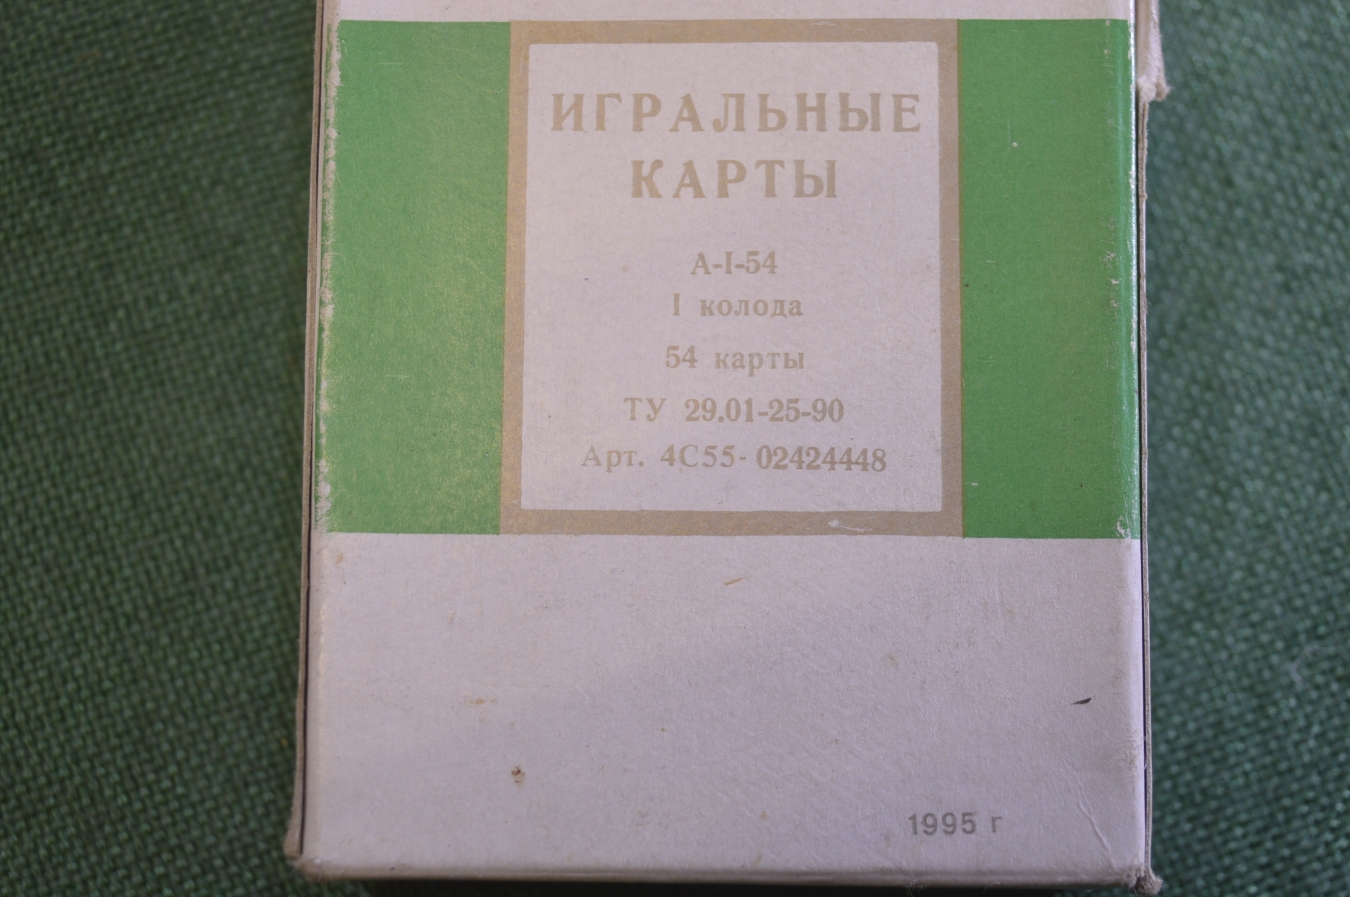 ИГРАЛЬНЫЕ
КАРТЫ
А-I-54
I колода
54 карты
ТУ 29.01-25-90
Арт. 4С55-02424448
1995 г